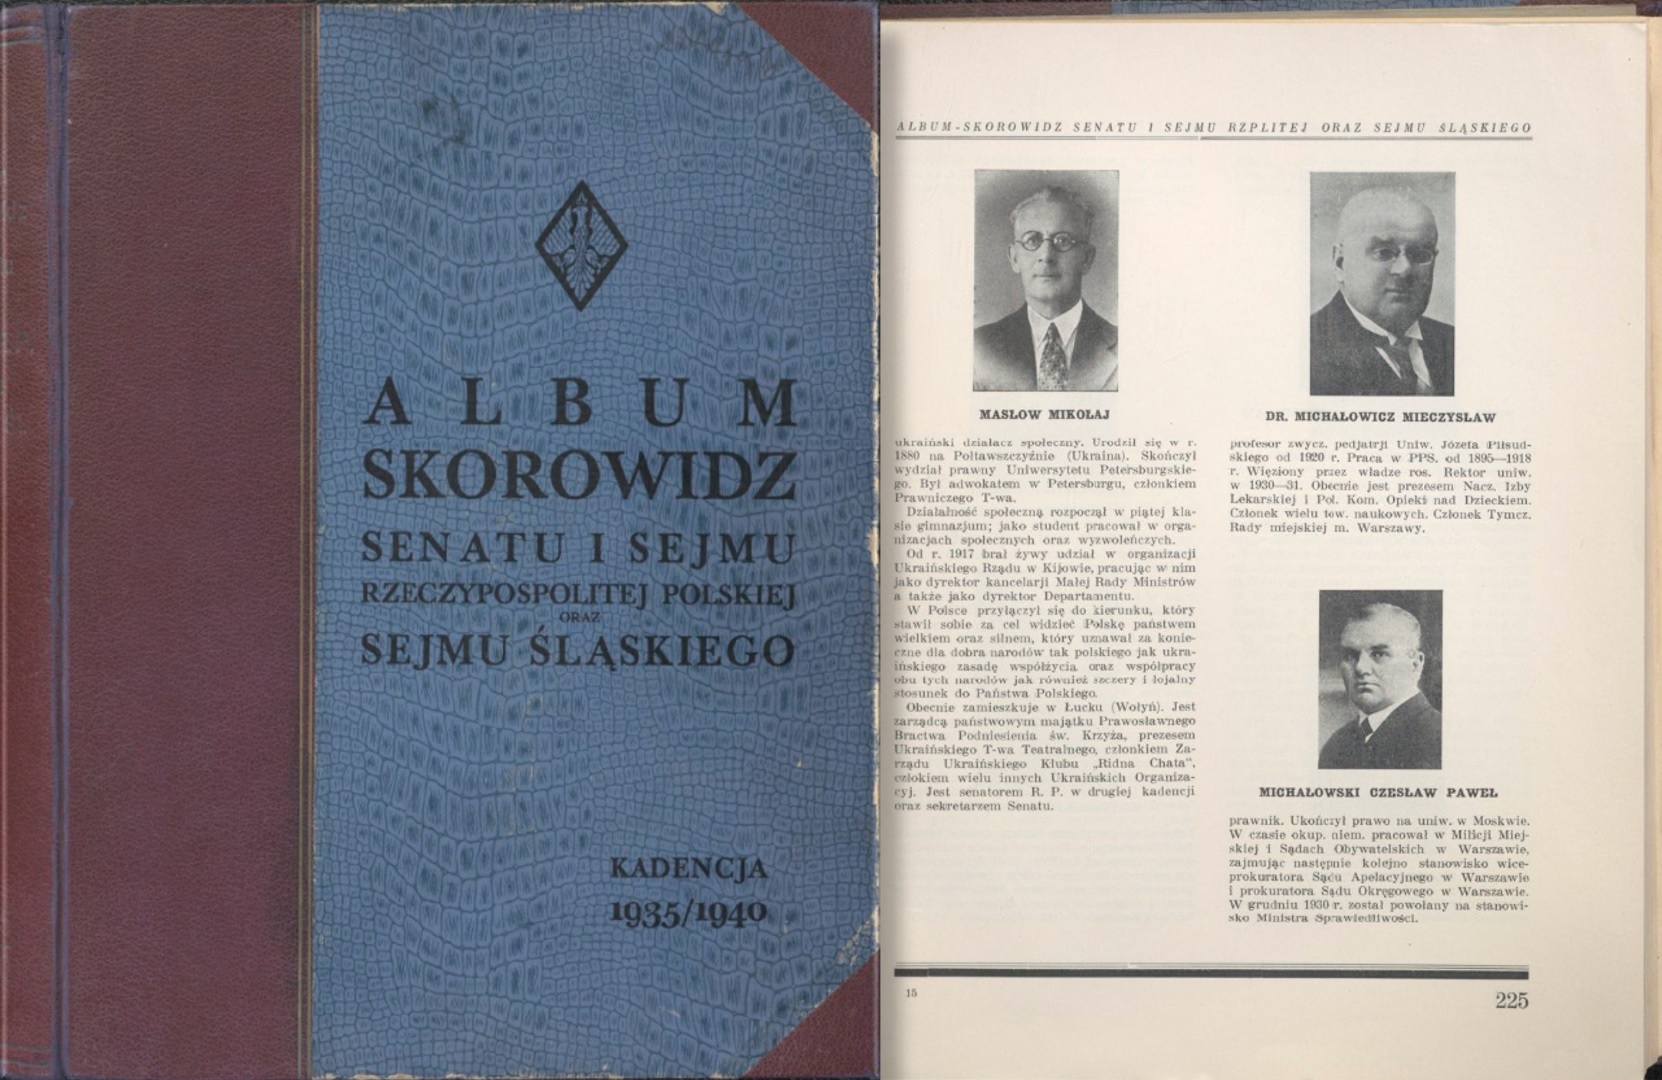 ALBUM
SKOROWIDZ
SENATU I SEJMU
RZECZYPOSPOLITEJ POLSKIEJ
ORAZ
SEJMU ŚLĄSKIEGO
KADENCJA
1935/1940
ALBUM-SKOROWIDZ SENATU I SEJMU RZPLITEJ ORAZ SEJMU ŚLĄSKIEGO
MASŁOW MIKOŁAJ
ukraiński działacz społeczny. Urodził się w r.
1880 na Połtawszczyźnie (Ukraina). Skończył
wydział prawny Uniwersytetu Petersburgskie-
go. Był adwokatem w Petersburgu, członkiem
Prawniczego T-wa.
Działalność społeczną rozpoczął w piątej kla-
sie gimnazjum; jako student pracował w orga-
nizacjach społecznych oraz wyzwoleńczych.
Od r. 1917 brał żywy udział w organizacji
Ukraińskiego Rządu w Kijowie, pracując w nim
jako dyrektor kancelarji Małej Rady Ministrów
a także jako dyrektor Departamentu.
W Polsce przyłączył się do kierunku, który
stawił sobie za cel widzieć Polskę państwem
wielkiem oraz silnem, który uznawał za konie-
czne dla dobra narodów tak polskiego jak ukra-
ińskiego zasadę współżycia oraz współpracy
obu tych narodów jak również szczery i lojalny
stosunek do Państwa Polskiego.
Obecnie zamieszkuje w Łucku (Wołyń). Jest
zarządcą państwowym majątku Prawosławnego
Bractwa Podniesienia św. Krzyża, prezesem
Ukraińskiego T-wa Teatralnego, członkiem Za-
rządu Ukraińskiego Klubu „Ridna Chata“,
człokiem wielu innych Ukraińskich Organiza-
cyj. Jest senatorem R. P. w drugiej kadencji
oraz sekretarzem Senatu.
DR. MICHAŁOWICZ MIECZYSŁAW
profesor zwycz. pedjatrji Uniw. Józefa Piłsud-
skiego od 1920 r. Praca w PPS. od 1895—1918
r. Więziony przez władze ros. Rektor uniw.
w 1930—31. Obecnie jest prezesem Nacz. Izby
Lekarskiej i Pol. Kom. Opieki nad Dzieckiem.
Członek wielu tow. naukowych. Członek Tymcz.
Rady miejskiej m. Warszawy.
MICHAŁOWSKI CZESŁAW PAWEŁ
prawnik. Ukończył prawo na uniw. w Moskwie.
W czasie okup. niem. pracował w Milicji Miej-
skiej i Sądach Obywatelskich w Warszawie,
zajmując następnie kolejno stanowisko wice-
prokuratora Sądu Apelacyjnego w Warszawie
i prokuratora Sądu Okręgowego w Warszawie.
W grudniu 1930 r. został powołany na stanowi-
sko Ministra Sprawiedliwości.
15
225